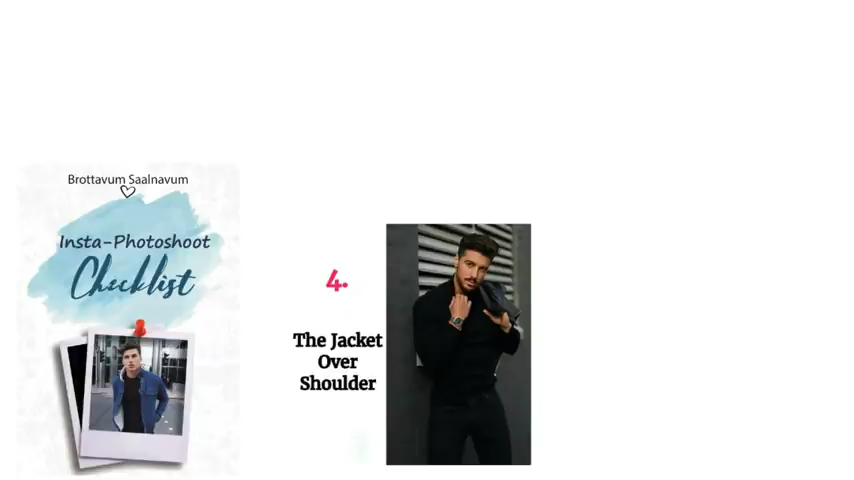 Brottavum Saalnavum
Insta-Photoshoot
Checklist
4.
The Jacket
Over
Shoulder